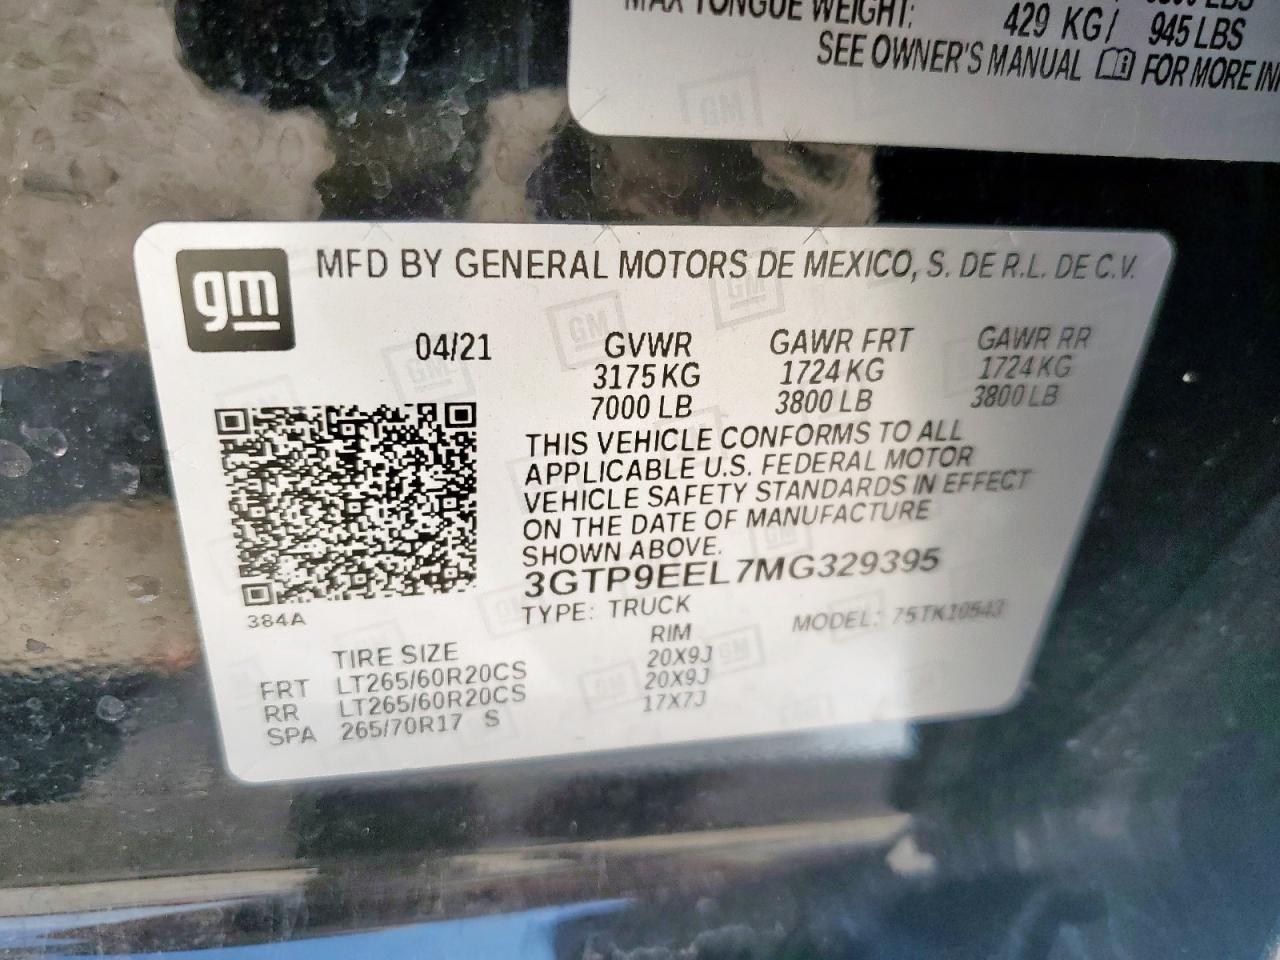 MAX TONGUE WEIGHT: 429 KG/ 945 LBS
SEE OWNER'S MANUAL FOR MORE
gm
MFD BY GENERAL MOTORS DE MEXICO, S. DE R.L. DE C.V.
04/21 GVWR GAWR FRT GAWR RR
3175 KG 1724 KG 1724 KG
7000 LB 3800 LB 3800 LB
THIS VEHICLE CONFORMS TO ALL
APPLICABLE U.S. FEDERAL MOTOR
VEHICLE SAFETY STANDARDS IN EFFECT
ON THE DATE OF MANUFACTURE
SHOWN ABOVE.
3GTP9EEL7MG329395
TYPE: TRUCK MODEL: 75TK10543
384A
TIRE SIZE RIM
FRT LT265/60R20CS 20X9J
RR LT265/60R20CS 20X9J
SPA 265/70R17 S 17X7J